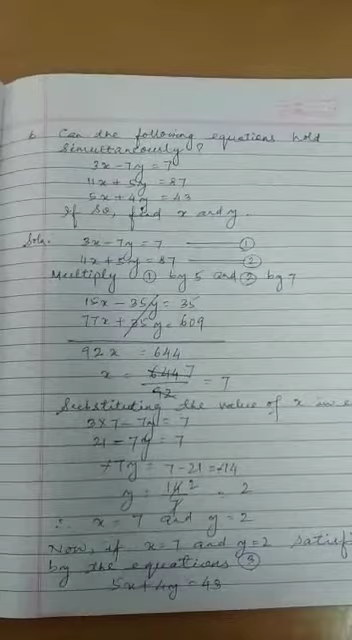 6 Can the following equations hold
simultaneously?
3x - 7y = 7
11x + 5y = 87
5x + 4y = 43
If so, find x and y.
Soln. 3x - 7y = 7 ——— ①
11x + 5y = 87 ——— ②
Multiply ① by 5 and ② by 7
15x - 35y = 35
77x + 35y = 609
92x = 644
x = 644 7 / 92 = 7
Substituting the value of x in
3x7 - 7y = 7
21 - 7y = 7
+7y = 7 - 21 = -14
y = 14 2 / 7 = 2
∴ x = 7 and y = 2
Now, if x = 7 and y = 2 satisf
by the equations ③
5x + 4y = 43